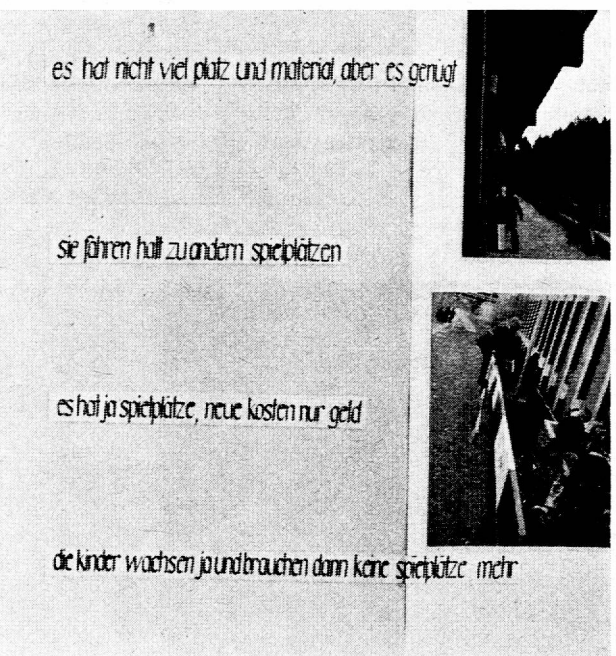 es hat nicht viel platz und material, aber es genügt
sie fahren halt zu andern spielplätzen
es hat ja spielplätze, neue kosten nur geld
die kinder wachsen ja und brauchen dann keine spielplätze mehr